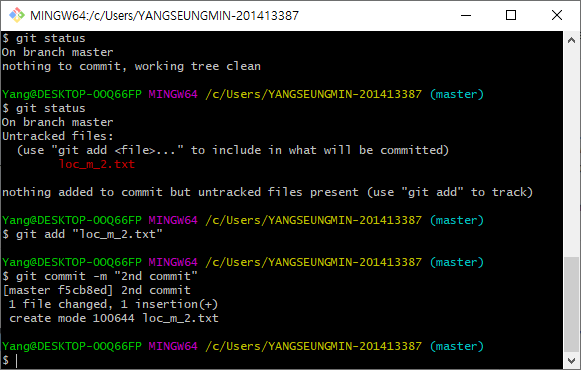 MINGW64:/c/Users/YANGSEUNGMIN-201413387
$ git status
On branch master
nothing to commit, working tree clean
Yang@DESKTOP-OOQ66FP MINGW64 /c/Users/YANGSEUNGMIN-201413387 (master)
$ git status
On branch master
Untracked files:
  (use "git add <file>..." to include in what will be committed)
        loc_m_2.txt
nothing added to commit but untracked files present (use "git add" to track)
Yang@DESKTOP-OOQ66FP MINGW64 /c/Users/YANGSEUNGMIN-201413387 (master)
$ git add "loc_m_2.txt"
Yang@DESKTOP-OOQ66FP MINGW64 /c/Users/YANGSEUNGMIN-201413387 (master)
$ git commit -m "2nd commit"
[master f5cb8ed] 2nd commit
 1 file changed, 1 insertion(+)
 create mode 100644 loc_m_2.txt
Yang@DESKTOP-OOQ66FP MINGW64 /c/Users/YANGSEUNGMIN-201413387 (master)
$